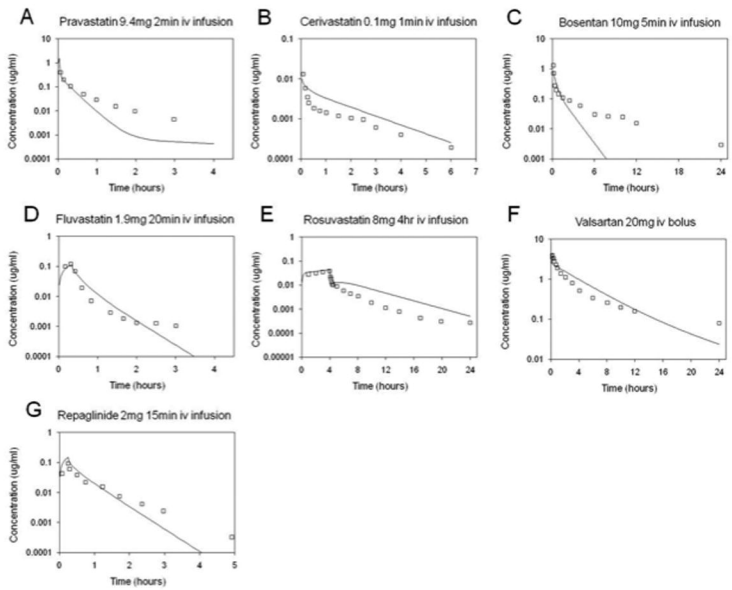 A
Pravastatin 9.4mg 2min iv infusion
Concentration (ug/ml)
10
1
0.1
0.01
0.001
0.0001
0 1 2 3 4
Time (hours)
B
Cerivastatin 0.1mg 1min iv infusion
Concentration (ug/ml)
0.1
0.01
0.001
0.0001
0 1 2 3 4 5 6 7
Time (hours)
C
Bosentan 10mg 5min iv infusion
Concentration (ug/ml)
10
1
0.1
0.01
0.001
0 6 12 18 24
Time (hours)
D
Fluvastatin 1.9mg 20min iv infusion
Concentration (ug/ml)
1
0.1
0.01
0.001
0.0001
0 1 2 3 4
Time (hours)
E
Rosuvastatin 8mg 4hr iv infusion
Concentration (ug/ml)
1
0.1
0.01
0.001
0.0001
0.00001
0 4 8 12 16 20 24
Time (hours)
F
Valsartan 20mg iv bolus
Concentration (ug/ml)
10
1
0.1
0.01
0 4 8 12 16 20 24
Time (hours)
G
Repaglinide 2mg 15min iv infusion
Concentration (ug/ml)
1
0.1
0.01
0.001
0.0001
0 1 2 3 4 5
Time (hours)